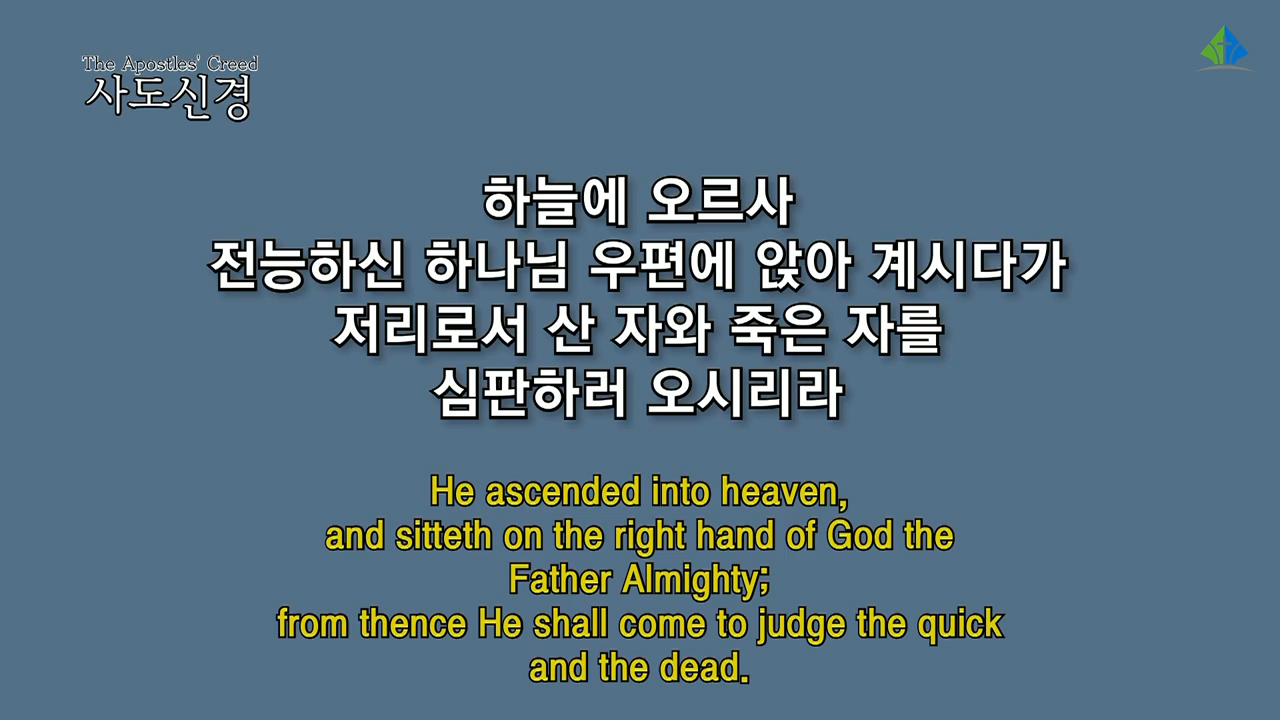 The Apostles' Creed
사도신경
하늘에 오르사
전능하신 하나님 우편에 앉아 계시다가
저리로서 산 자와 죽은 자를
심판하러 오시리라
He ascended into heaven,
and sitteth on the right hand of God the
Father Almighty;
from thence He shall come to judge the quick
and the dead.